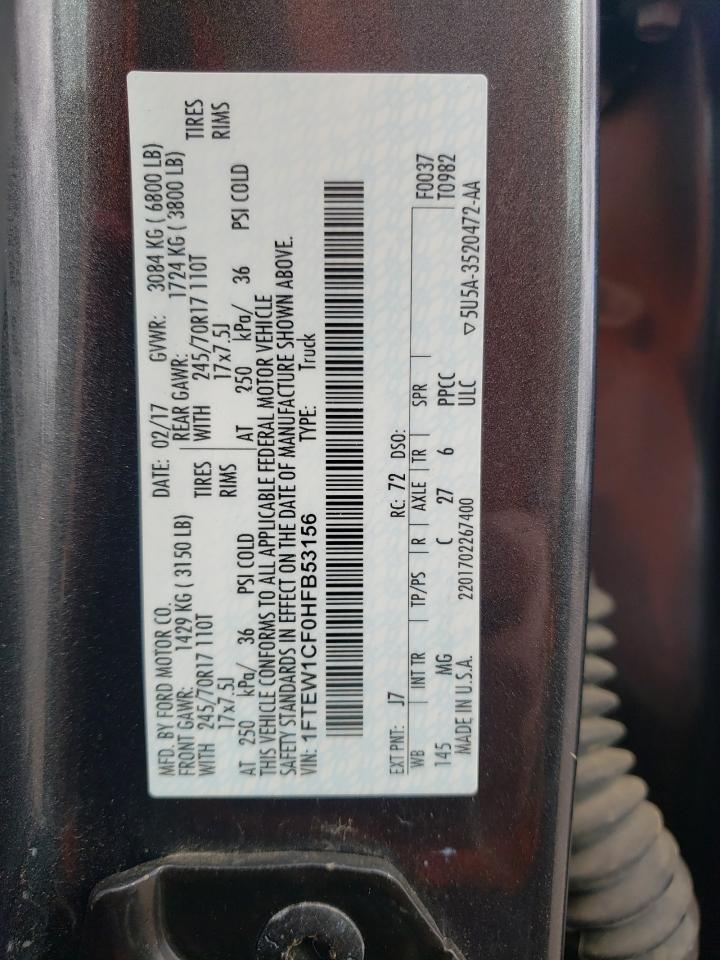 MFD. BY FORD MOTOR CO. DATE: 02/17 GVWR: 3084 KG ( 6800 LB)
FRONT GAWR: 1429 KG ( 3150 LB) REAR GAWR: 1724 KG ( 3800 LB)
WITH 245/70R17 110T TIRES WITH 245/70R17 110T TIRES
17x7.5J RIMS 17x7.5J RIMS
AT 250 kPa/ 36 PSI COLD AT 250 kPa/ 36 PSI COLD
THIS VEHICLE CONFORMS TO ALL APPLICABLE FEDERAL MOTOR VEHICLE
SAFETY STANDARDS IN EFFECT ON THE DATE OF MANUFACTURE SHOWN ABOVE.
VIN: 1FTEW1CF0HFB53156 TYPE: Truck
EXT PNT: J7 RC: 72 DSO:
WB INT TR TP/PS R AXLE TR SPR F0037
145 MG C 27 6 PPCC T0982
MADE IN U.S.A. 2201702267400 ULC ▽5U5A-3520472-AA